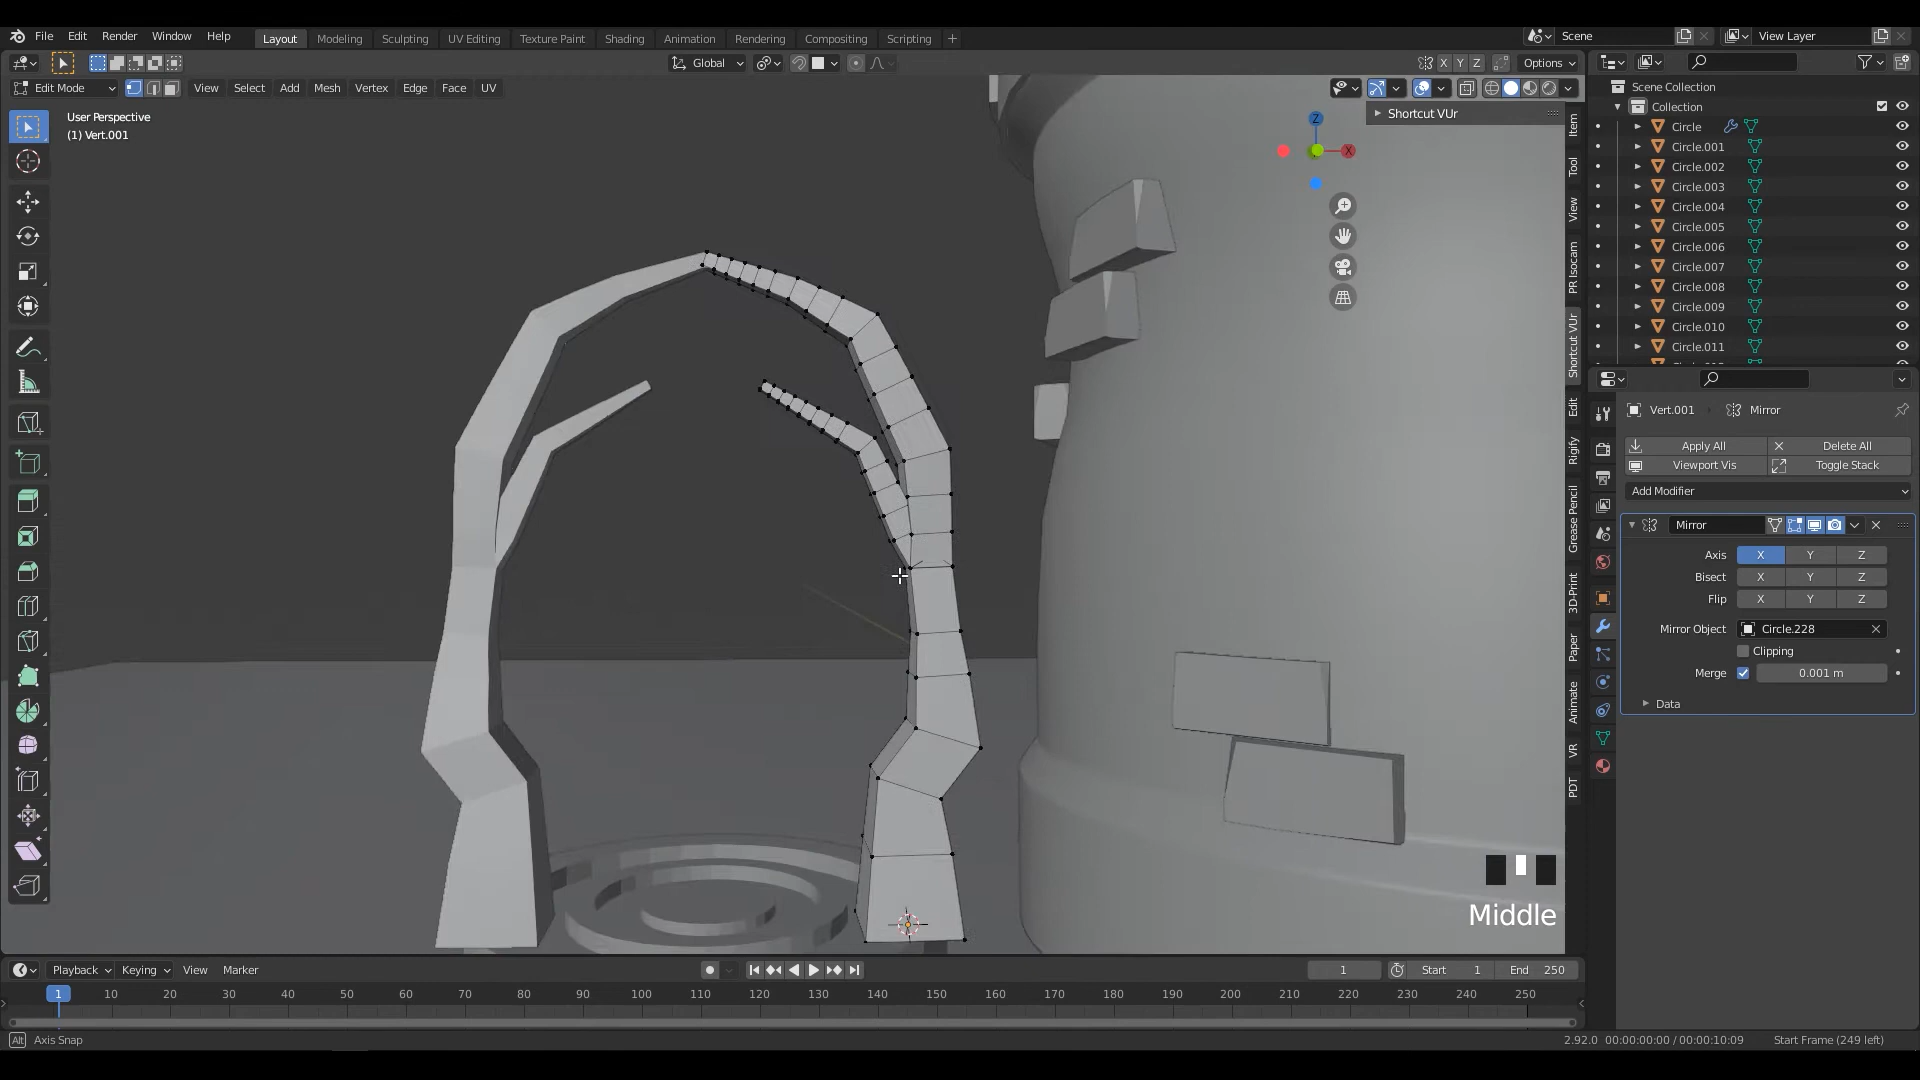 File Edit Render Window Help Layout Modeling Sculpting UV Editing Texture Paint Shading Animation Rendering Compositing Scripting + Scene View Layer
Global X Y Z Options
Edit Mode View Select Add Mesh Vertex Edge Face UV
User Perspective
(1) Vert.001
Shortcut VUr
Z
X
Item
Tool
View
PR Isocam
Shortcut VUr
Edit
Rigify
Grease Pencil
3D-Print
Paper
Animate
VR
PDT
Scene Collection
Collection
Circle
Circle.001
Circle.002
Circle.003
Circle.004
Circle.005
Circle.006
Circle.007
Circle.008
Circle.009
Circle.010
Circle.011
Vert.001 Mirror
Apply All Delete All
Viewport Vis Toggle Stack
Add Modifier
Mirror
Axis X Y Z
Bisect X Y Z
Flip X Y Z
Mirror Object Circle.228
Clipping
Merge 0.001 m
Data
Middle
Playback Keying View Marker 1 Start 1 End 250
1 10 20 30 40 50 60 70 80 90 100 110 120 130 140 150 160 170 180 190 200 210 220 230 240 250
Alt Axis Snap 2.92.0 00:00:00:00 / 00:00:10:09 Start Frame (249 left)